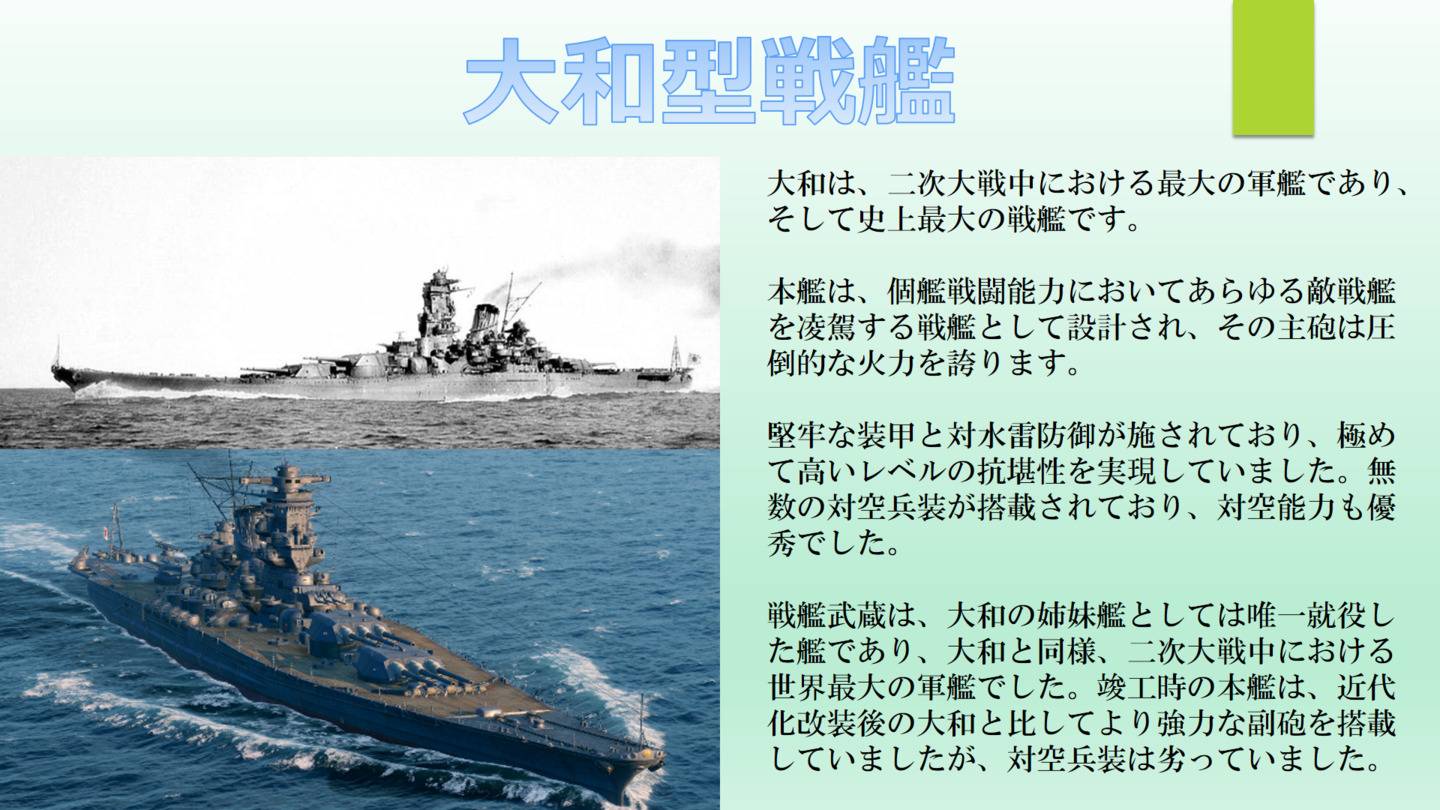 大和型戦艦
大和は、二次大戦中における最大の軍艦であり、
そして史上最大の戦艦です。
本艦は、個艦戦闘能力においてあらゆる敵戦艦
を凌駕する戦艦として設計され、その主砲は圧
倒的な火力を誇ります。
堅牢な装甲と対水雷防御が施されており、極め
て高いレベルの抗堪性を実現していました。無
数の対空兵装が搭載されており、対空能力も優
秀でした。
戦艦武蔵は、大和の姉妹艦としては唯一就役し
た艦であり、大和と同様、二次大戦中における
世界最大の軍艦でした。竣工時の本艦は、近代
化改装後の大和と比してより強力な副砲を搭載
していましたが、対空兵装は劣っていました。